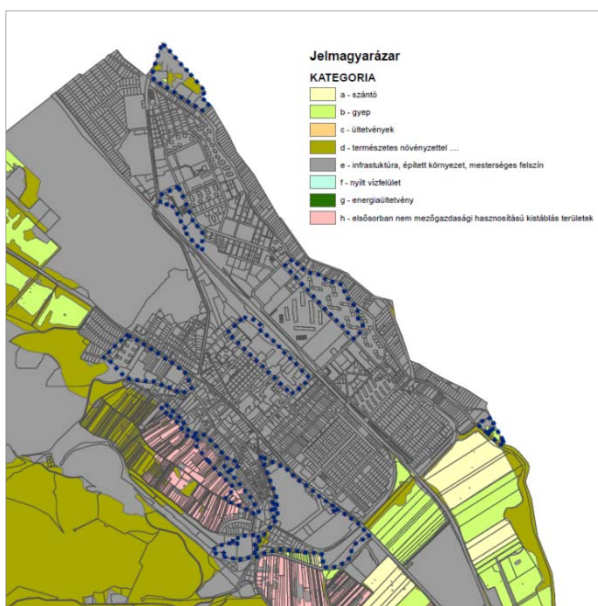 Jelmagyarázar
KATEGORIA
a - szántó
b - gyep
c - ültetvények
d - természetes növényzettel ....
e - infrastuktúra, épített környezet, mesterséges felszín
f - nyílt vízfelület
g - energiaültetvény
h - elsősorban nem mezőgazdasági hasznosítású kistáblás területek